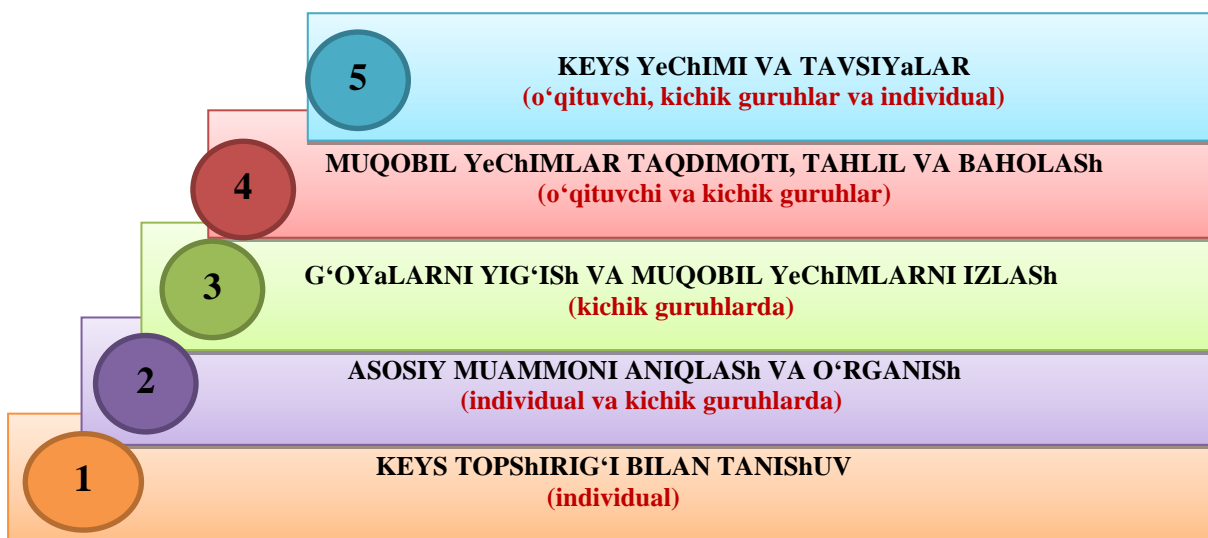 5
KEYS YeChIMI VA TAVSIYaLAR
(o‘qituvchi, kichik guruhlar va individual)
4
MUQOBIL YeChIMLAR TAQDIMOTI, TAHLIL VA BAHOLASh
(o‘qituvchi va kichik guruhlar)
3
G‘OYaLARNI YIG‘ISh VA MUQOBIL YeChIMLARNI IZLASh
(kichik guruhlarda)
2
ASOSIY MUAMMONI ANIQLASh VA O‘RGANISh
(individual va kichik guruhlarda)
1
KEYS TOPShIRIG‘I BILAN TANIShUV
(individual)